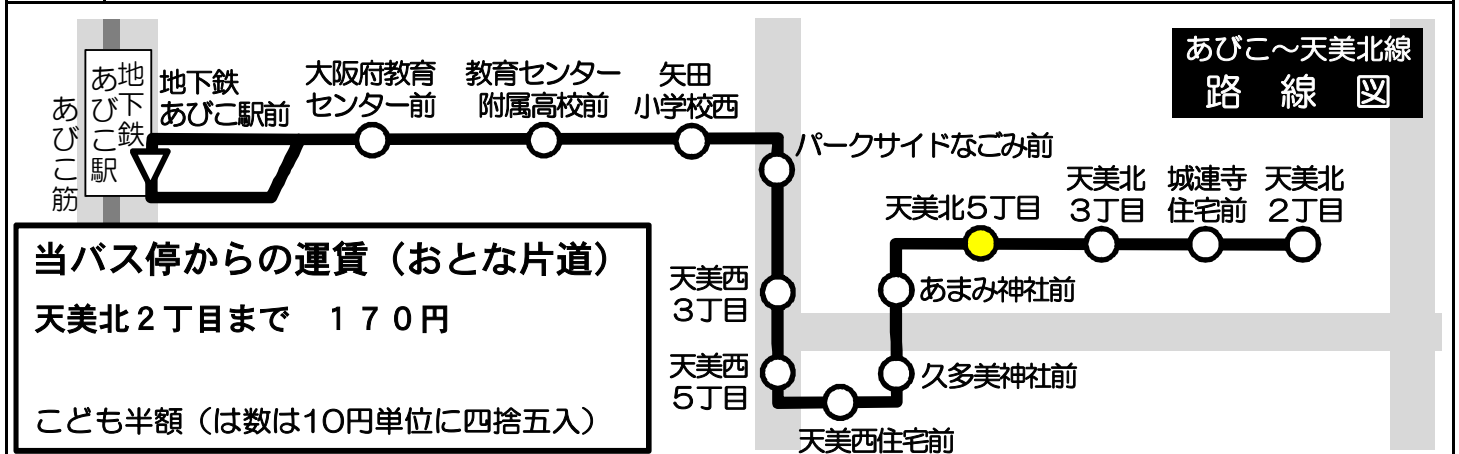 あびこ～天美北線
路線図
あびこ筋
地下鉄
あびこ駅
地下鉄
あびこ駅前
大阪府教育
センター前
教育センター
附属高校前
矢田
小学校西
パークサイドなごみ前
天美西
３丁目
天美西
５丁目
天美西住宅前
久多美神社前
あまみ神社前
天美北５丁目
天美北
３丁目
城連寺
住宅前
天美北
２丁目
当バス停からの運賃（おとな片道）
天美北２丁目まで　１７０円
こども半額（は数は10円単位に四捨五入）